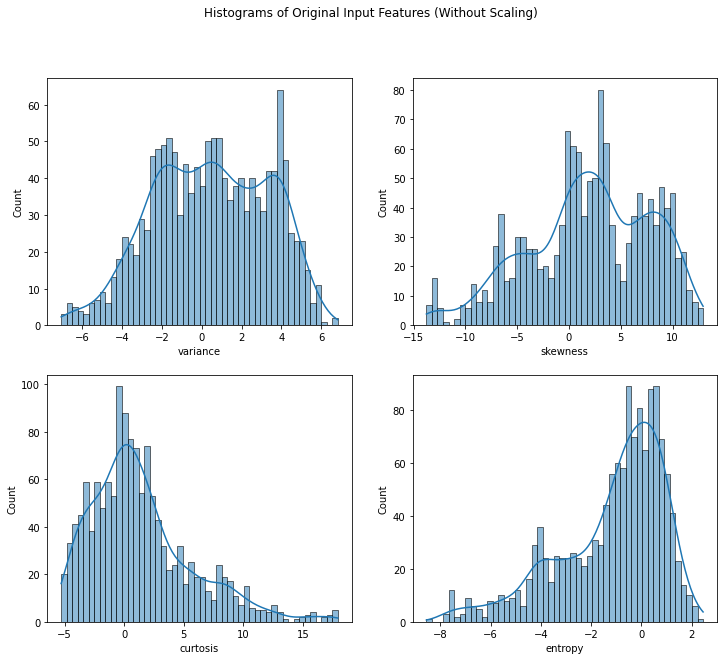 Histograms of Original Input Features (Without Scaling)
60
50
40
30
20
10
0
Count
−6 −4 −2 0 2 4 6
variance
80
70
60
50
40
30
20
10
0
Count
−15 −10 −5 0 5 10
skewness
100
80
60
40
20
0
Count
−5 0 5 10 15
curtosis
80
60
40
20
0
Count
−8 −6 −4 −2 0 2
entropy